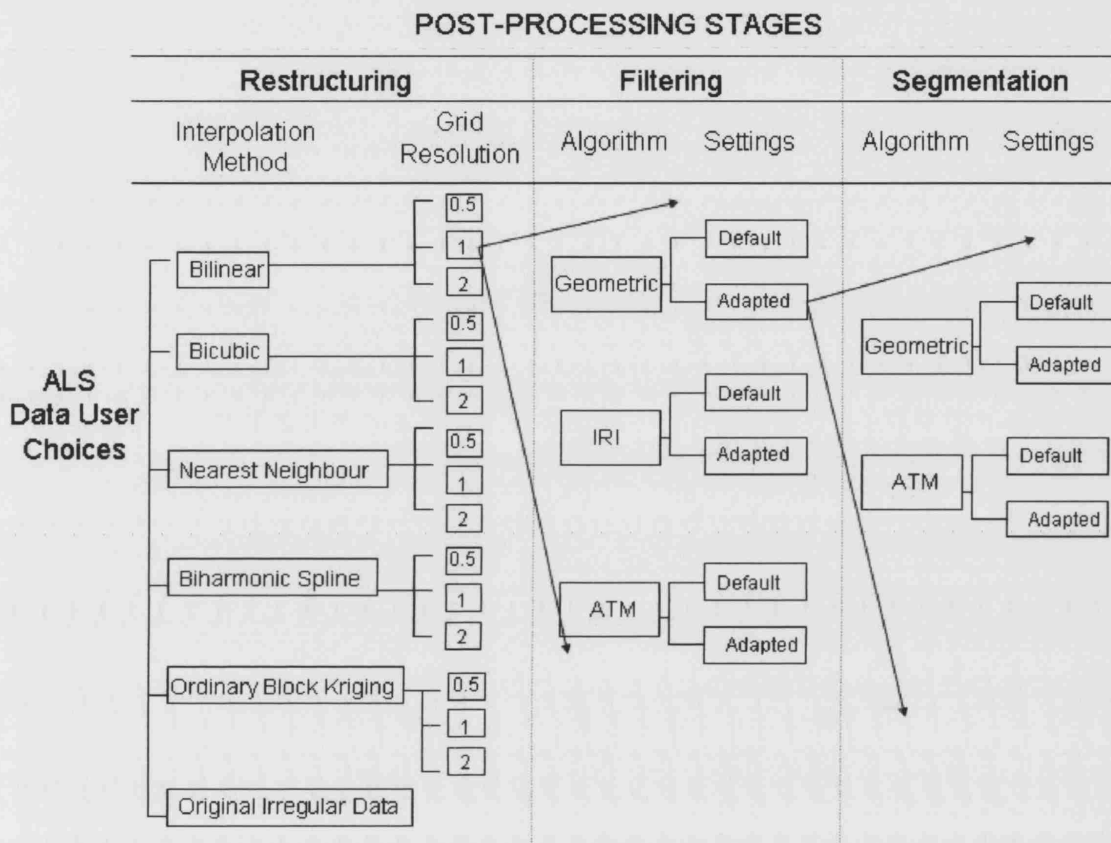 POST-PROCESSING STAGES
Restructuring
Filtering
Segmentation
Interpolation
Method
Grid
Resolution
Algorithm
Settings
Algorithm
Settings
ALS
Data User
Choices
Bilinear
0.5
1
2
Bicubic
0.5
1
2
Nearest Neighbour
0.5
1
2
Biharmonic Spline
0.5
1
2
Ordinary Block Kriging
0.5
1
2
Original Irregular Data
Geometric
Default
Adapted
IRI
Default
Adapted
ATM
Default
Adapted
Geometric
Default
Adapted
ATM
Default
Adapted